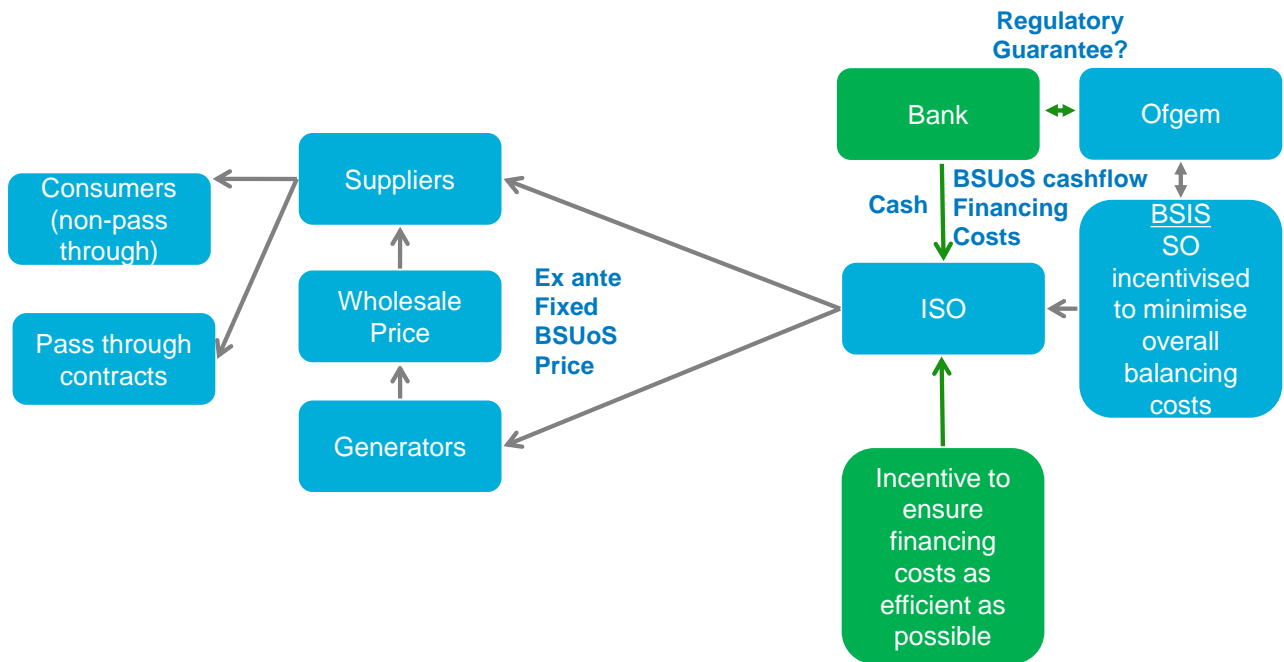 Regulatory
Guarantee?
Bank
Ofgem
Suppliers
Consumers
(non-pass
through)
Cash
BSUoS cashflow
Financing
Costs
BSIS
SO
incentivised
to minimise
overall
balancing
costs
Ex ante
Fixed
BSUoS
Price
Wholesale
Price
ISO
Pass through
contracts
Generators
Incentive to
ensure
financing
costs as
efficient as
possible